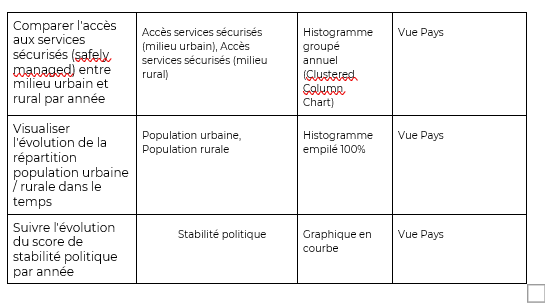 Comparer l'accès
aux services
sécurisés (safely
managed) entre
milieu urbain et
rural par année
Accès services sécurisés
(milieu urbain), Accès
services sécurisés (milieu
rural)
Histogramme
groupé
annuel
(Clustered
Column
Chart)
Vue Pays
Visualiser
l'évolution de la
répartition
population urbaine
/ rurale dans le
temps
Population urbaine,
Population rurale
Histogramme
empilé 100%
Vue Pays
Suivre l'évolution
du score de
stabilité politique
par année
Stabilité politique
Graphique en
courbe
Vue Pays